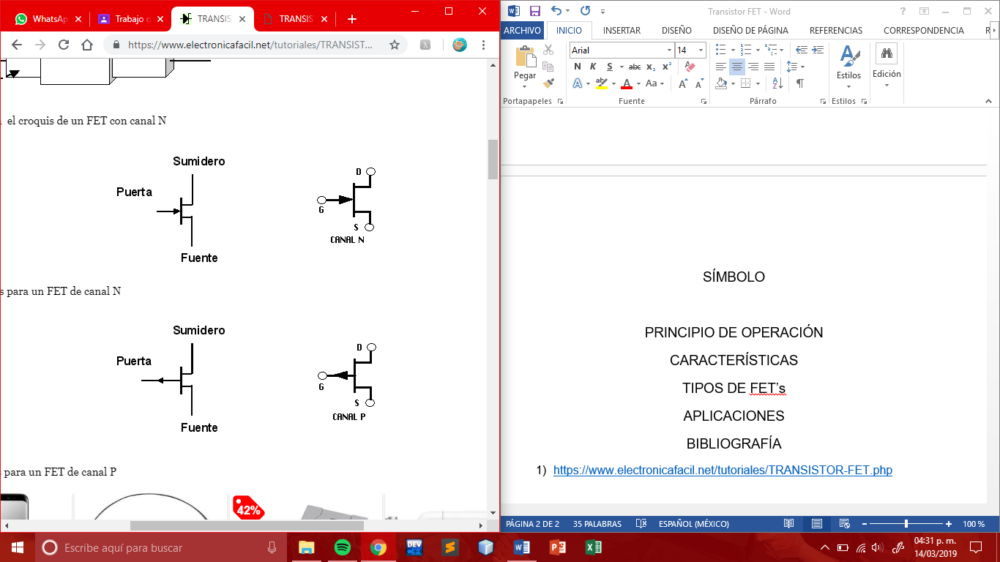 WhatsAp
Trabajo d
TRANSIS
TRANSIS
https://www.electronicafacil.net/tutoriales/TRANSIST...
el croquis de un FET con canal N
Sumidero
Puerta
Fuente
D
G
S
CANAL N
s para un FET de canal N
Sumidero
Puerta
Fuente
D
G
S
CANAL P
para un FET de canal P
42%
Transistor FET - Word
ARCHIVO INICIO INSERTAR DISEÑO DISEÑO DE PÁGINA REFERENCIAS CORRESPONDENCIA R
Pegar
Arial 14
N K S abc x₂ x²
A ab A Aa A A
Estilos
Edición
Portapapeles Fuente Párrafo Estilos
SÍMBOLO
PRINCIPIO DE OPERACIÓN
CARACTERÍSTICAS
TIPOS DE FET’s
APLICACIONES
BIBLIOGRAFÍA
1) https://www.electronicafacil.net/tutoriales/TRANSISTOR-FET.php
PÁGINA 2 DE 2 35 PALABRAS ESPAÑOL (MÉXICO) 100 %
Escribe aquí para buscar
DEV
04:31 p. m.
14/03/2019